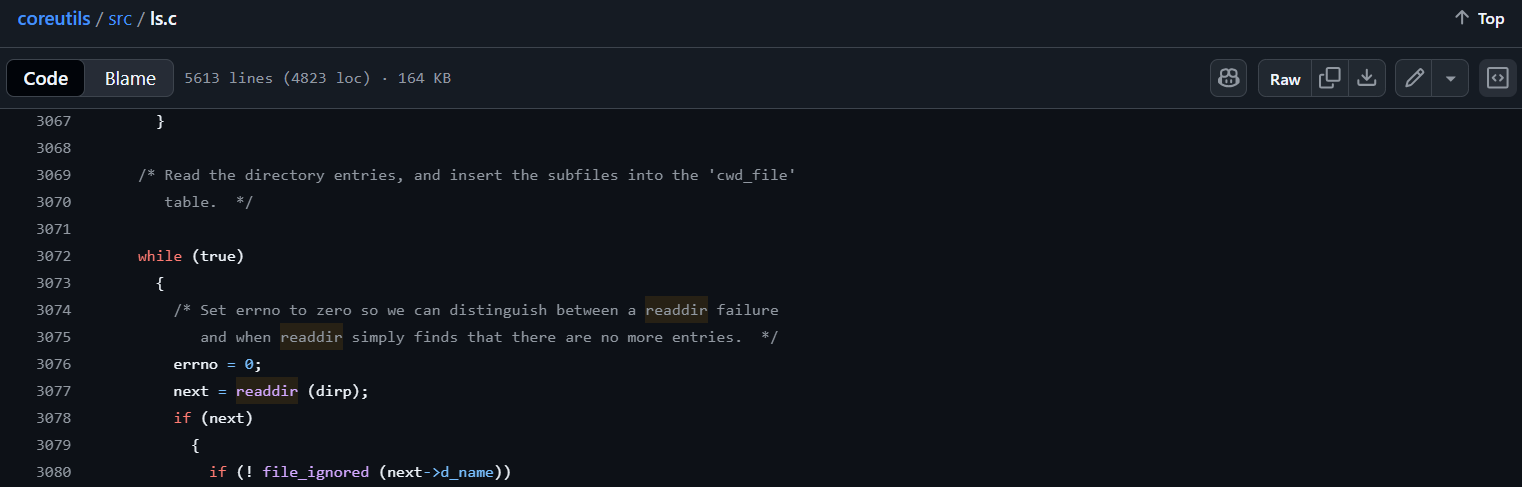 coreutils / src / ls.c
Top
Code Blame 5613 lines (4823 loc) · 164 KB
Raw
3067 }
3068
3069 /* Read the directory entries, and insert the subfiles into the 'cwd_file'
3070 table.  */
3071
3072 while (true)
3073 {
3074 /* Set errno to zero so we can distinguish between a readdir failure
3075 and when readdir simply finds that there are no more entries.  */
3076 errno = 0;
3077 next = readdir (dirp);
3078 if (next)
3079 {
3080 if (! file_ignored (next->d_name))